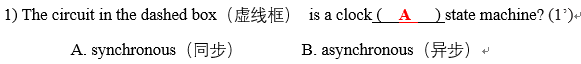 1) The circuit in the dashed box（虚线框） is a clock ( A ) state machine? (1’)
A. synchronous（同步） B. asynchronous（异步）